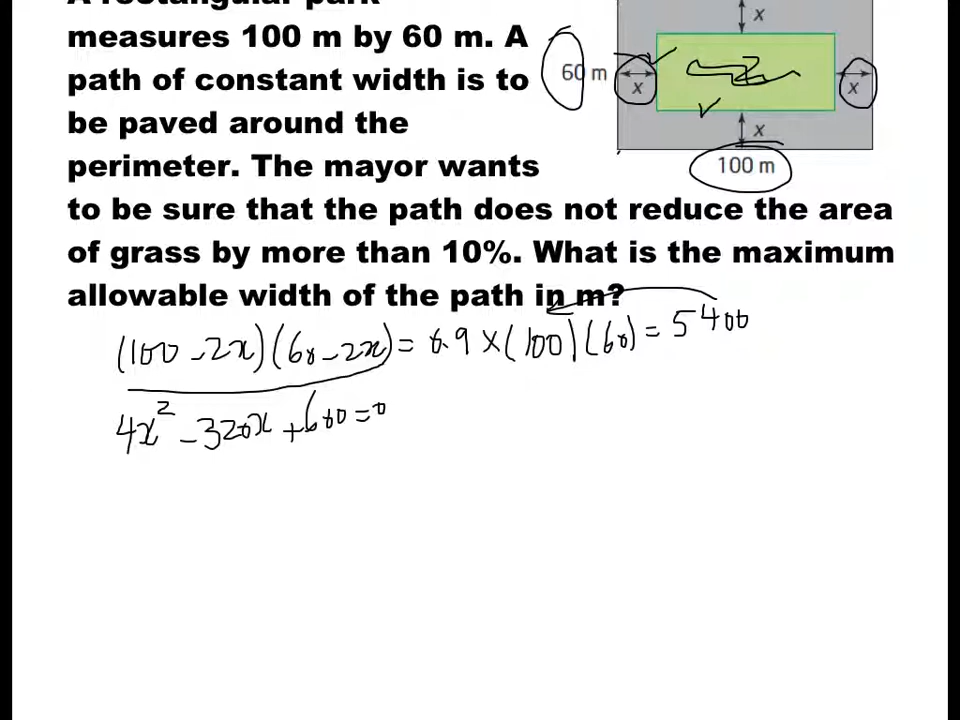 A rectangular park
measures 100 m by 60 m. A
path of constant width is to
be paved around the
perimeter. The mayor wants
to be sure that the path does not reduce the area
of grass by more than 10%. What is the maximum
allowable width of the path in m?
x
60 m
x
x
x
100 m
(100 - 2x)(60 - 2x) = 0.9 × (100)(60) = 5400
4x² - 320x + 600 = 0